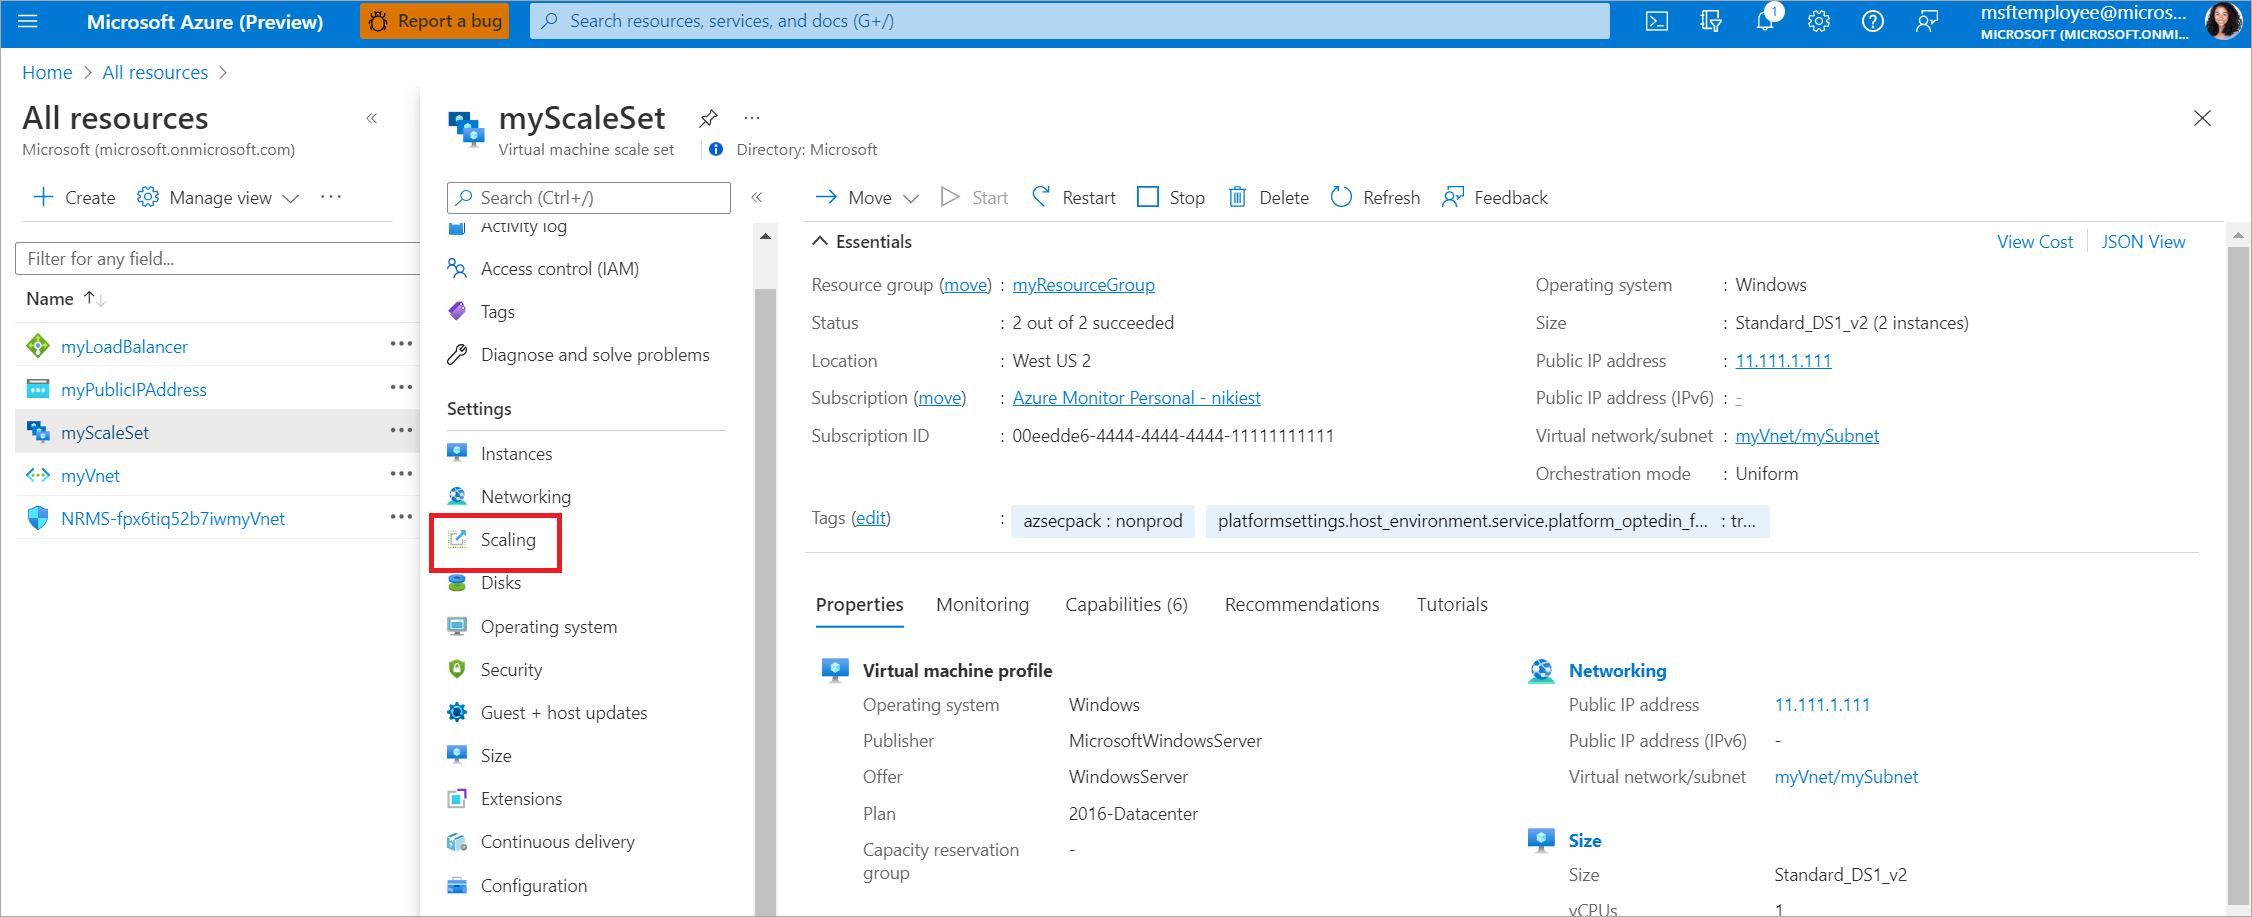 Microsoft Azure (Preview)
Report a bug
Search resources, services, and docs (G+/)
1
msftemployee@micros...
MICROSOFT (MICROSOFT.ONMI...
Home > All resources >
All resources
Microsoft (microsoft.onmicrosoft.com)
Create
Manage view
Filter for any field...
Name
myLoadBalancer
myPublicIPAddress
myScaleSet
myVnet
NRMS-fpx6tiq52b7iwmyVnet
myScaleSet
Virtual machine scale set
Directory: Microsoft
Search (Ctrl+/)
Activity log
Access control (IAM)
Tags
Diagnose and solve problems
Settings
Instances
Networking
Scaling
Disks
Operating system
Security
Guest + host updates
Size
Extensions
Continuous delivery
Configuration
Move
Start
Restart
Stop
Delete
Refresh
Feedback
Essentials
View Cost
JSON View
Resource group (move) : myResourceGroup
Status : 2 out of 2 succeeded
Location : West US 2
Subscription (move) : Azure Monitor Personal - nikiest
Subscription ID : 00eedde6-4444-4444-4444-11111111111
Operating system : Windows
Size : Standard_DS1_v2 (2 instances)
Public IP address : 11.111.1.111
Public IP address (IPv6) : -
Virtual network/subnet : myVnet/mySubnet
Orchestration mode : Uniform
Tags (edit) : azsecpack : nonprod platformsettings.host_environment.service.platform_optedin_f... : tr...
Properties
Monitoring
Capabilities (6)
Recommendations
Tutorials
Virtual machine profile
Operating system Windows
Publisher MicrosoftWindowsServer
Offer WindowsServer
Plan 2016-Datacenter
Capacity reservation group -
Networking
Public IP address 11.111.1.111
Public IP address (IPv6) -
Virtual network/subnet myVnet/mySubnet
Size
Size Standard_DS1_v2
vCPUs 1